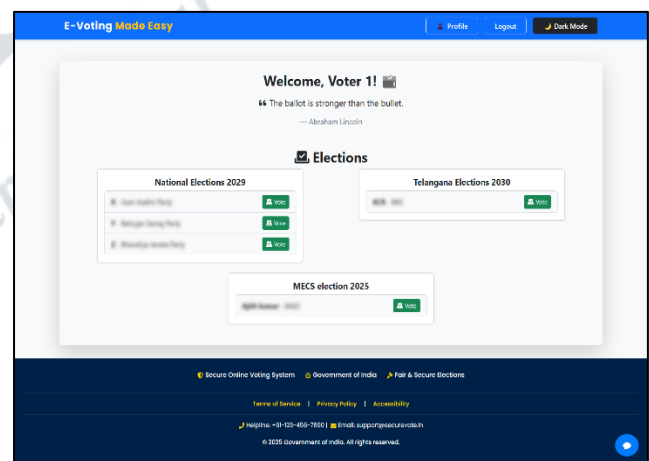 E-Voting Made Easy
Profile Logout Dark Mode
Welcome, Voter 1!
The ballot is stronger than the bullet.
— Abraham Lincoln
Elections
National Elections 2029
Vote
Vote
Vote
Telangana Elections 2030
Vote
MECS election 2025
Vote
Secure Online Voting System Government of India Fair & Secure Elections
Terms of Service | Privacy Policy | Accessibility
Helpline: +91-123-456-7890 | Email: support@securevote.in
© 2025 Government of India. All rights reserved.